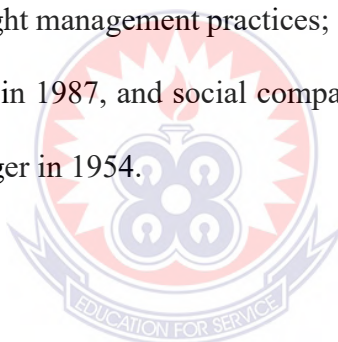 ght management practices;
in 1987, and social compa
ger in 1954.
EDUCATION FOR SERVICE